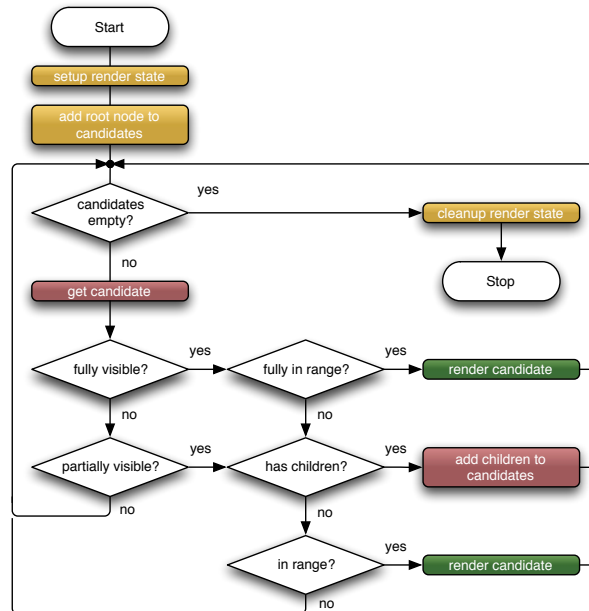 Start
setup render state
add root node to
candidates
candidates
empty?
yes
cleanup render state
no
Stop
get candidate
fully visible?
yes
fully in range?
yes
render candidate
no
no
partially visible?
yes
has children?
yes
add children to
candidates
no
no
in range?
yes
render candidate
no